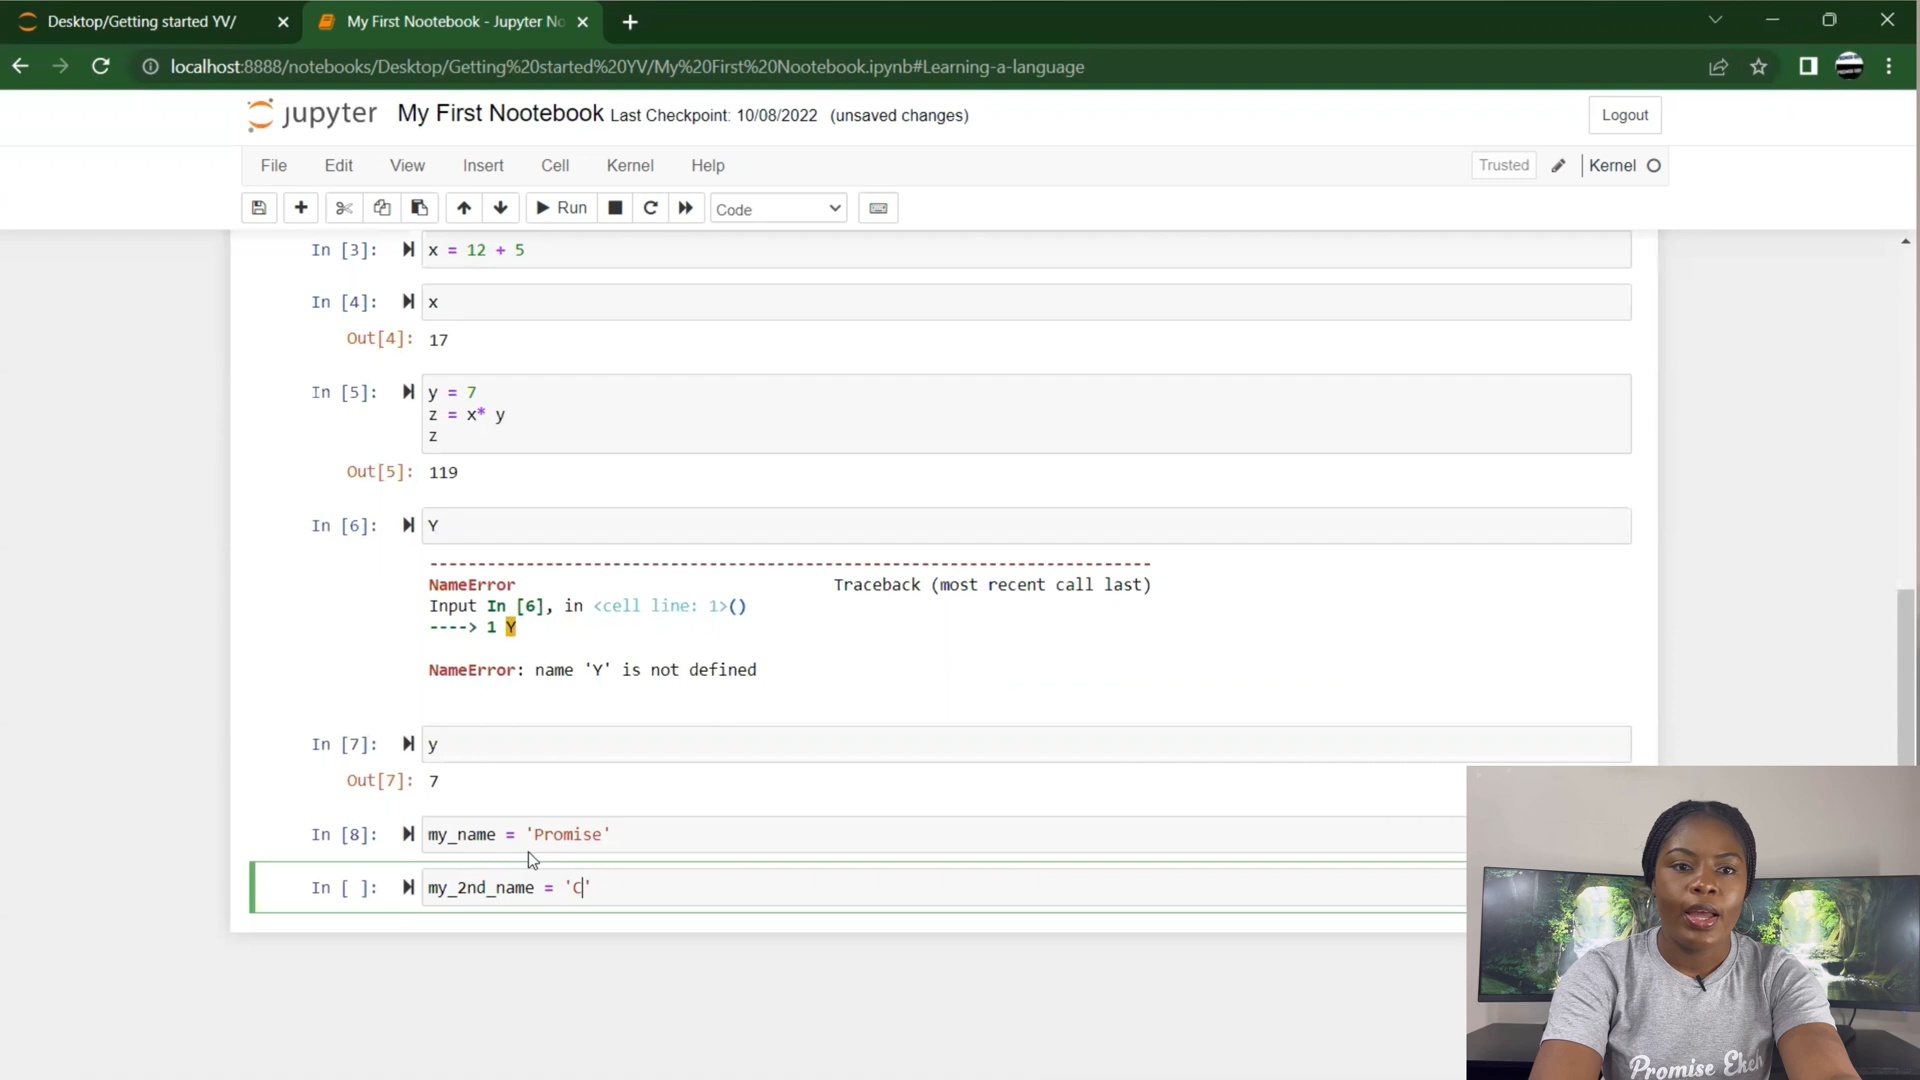 Desktop/Getting started YV/
My First Nootebook - Jupyter No
localhost:8888/notebooks/Desktop/Getting%20started%20YV/My%20First%20Nootebook.ipynb#Learning-a-language
jupyter My First Nootebook Last Checkpoint: 10/08/2022 (unsaved changes)
Logout
File Edit View Insert Cell Kernel Help
Trusted Kernel
Run Code
In [3]: x = 12 + 5
In [4]: x
Out[4]: 17
In [5]: y = 7
z = x* y
z
Out[5]: 119
In [6]: Y
---------------------------------------------------------------------------
NameError Traceback (most recent call last)
Input In [6], in <cell line: 1>()
----> 1 Y
NameError: name 'Y' is not defined
In [7]: y
Out[7]: 7
In [8]: my_name = 'Promise'
In [ ]: my_2nd_name = 'C'
Promise Ekeh